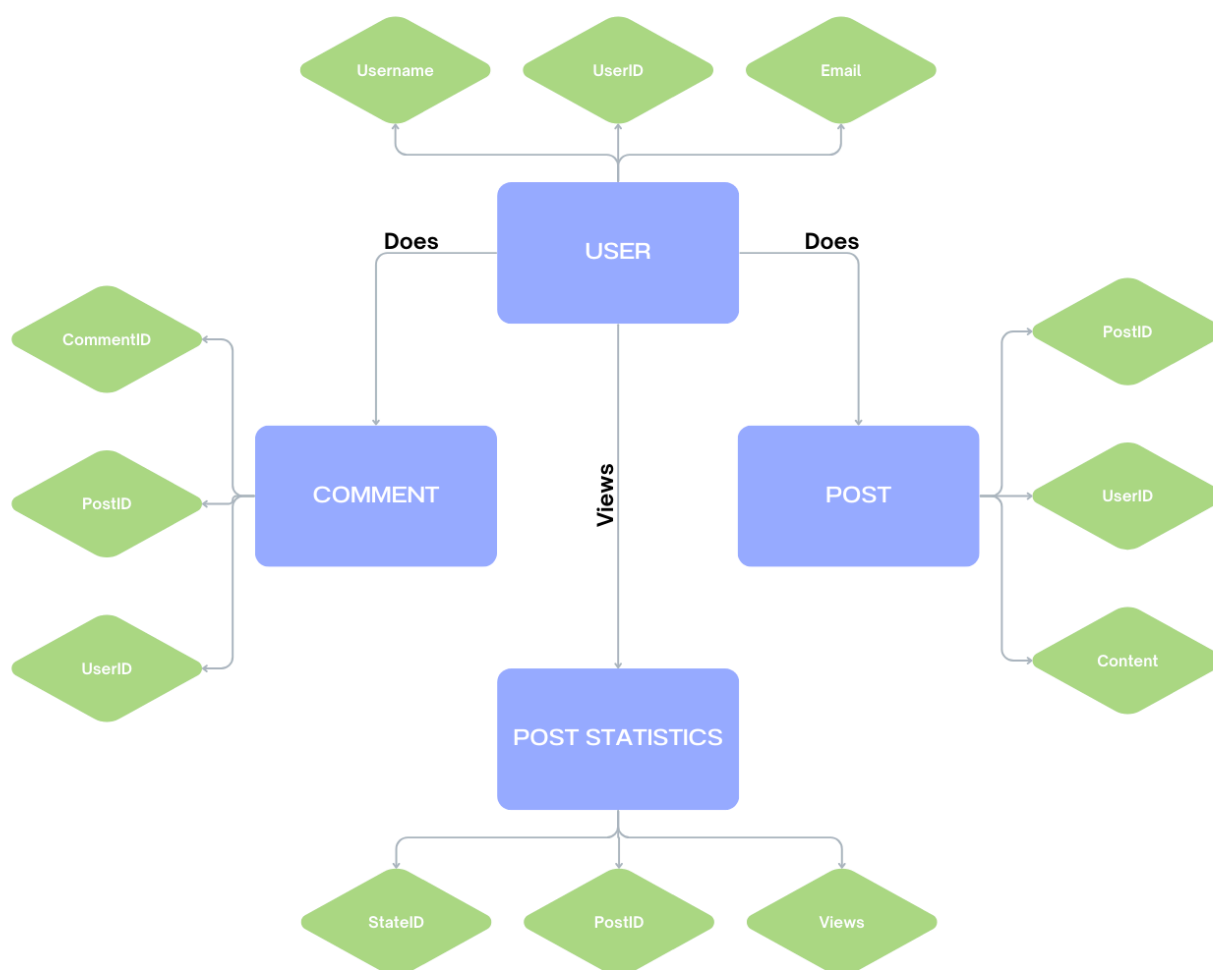 Username
UserID
Email
USER
Does
Does
CommentID
PostID
UserID
COMMENT
Views
POST
PostID
UserID
Content
POST STATISTICS
StateID
PostID
Views